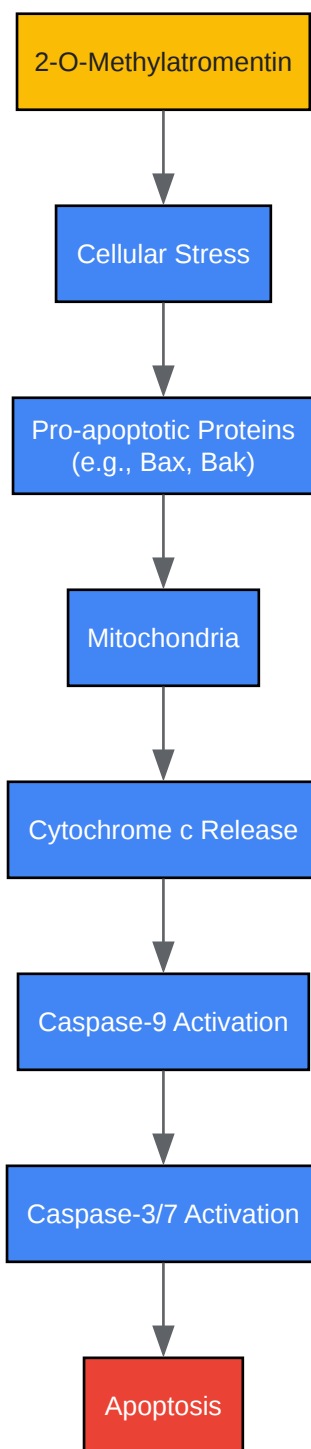 2-O-Methylatromentin
Cellular Stress
Pro-apoptotic Proteins
(e.g., Bax, Bak)
Mitochondria
Cytochrome c Release
Caspase-9 Activation
Caspase-3/7 Activation
Apoptosis